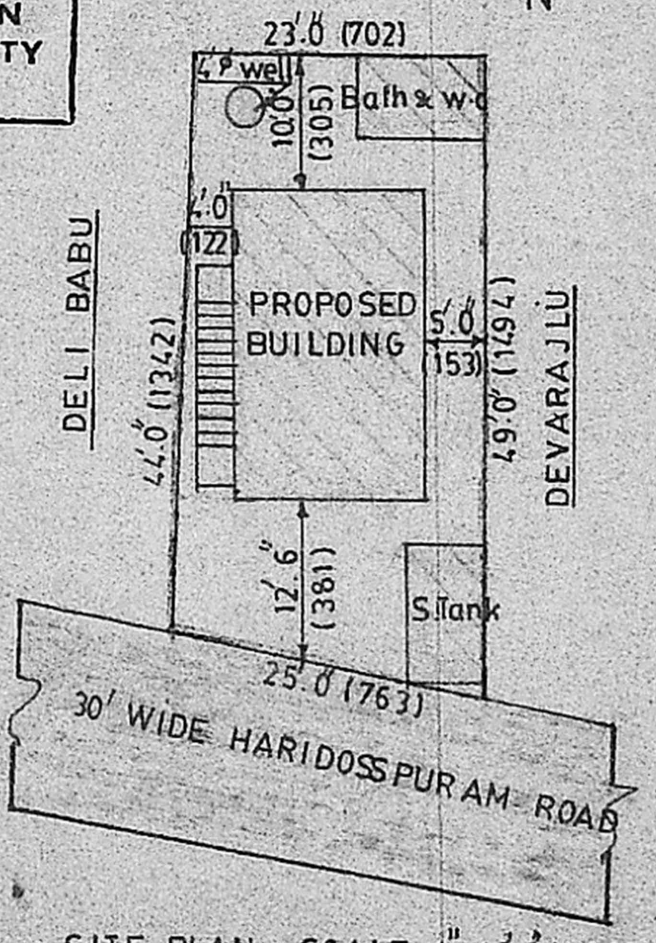 N
TY
N
23'.0" (702)
4'φ well
Bath & w.c
10'.0"
(305)
4'.0"
(122)
PROPOSED
BUILDING
5'.0"
(153)
DELI BABU
44'.0" (1342)
49'.0" (1494)
DEVARAJLU
12'.6"
(381)
S.Tank
25'.0" (763)
30' WIDE HARIDOSSPURAM ROAD
SITE PLAN